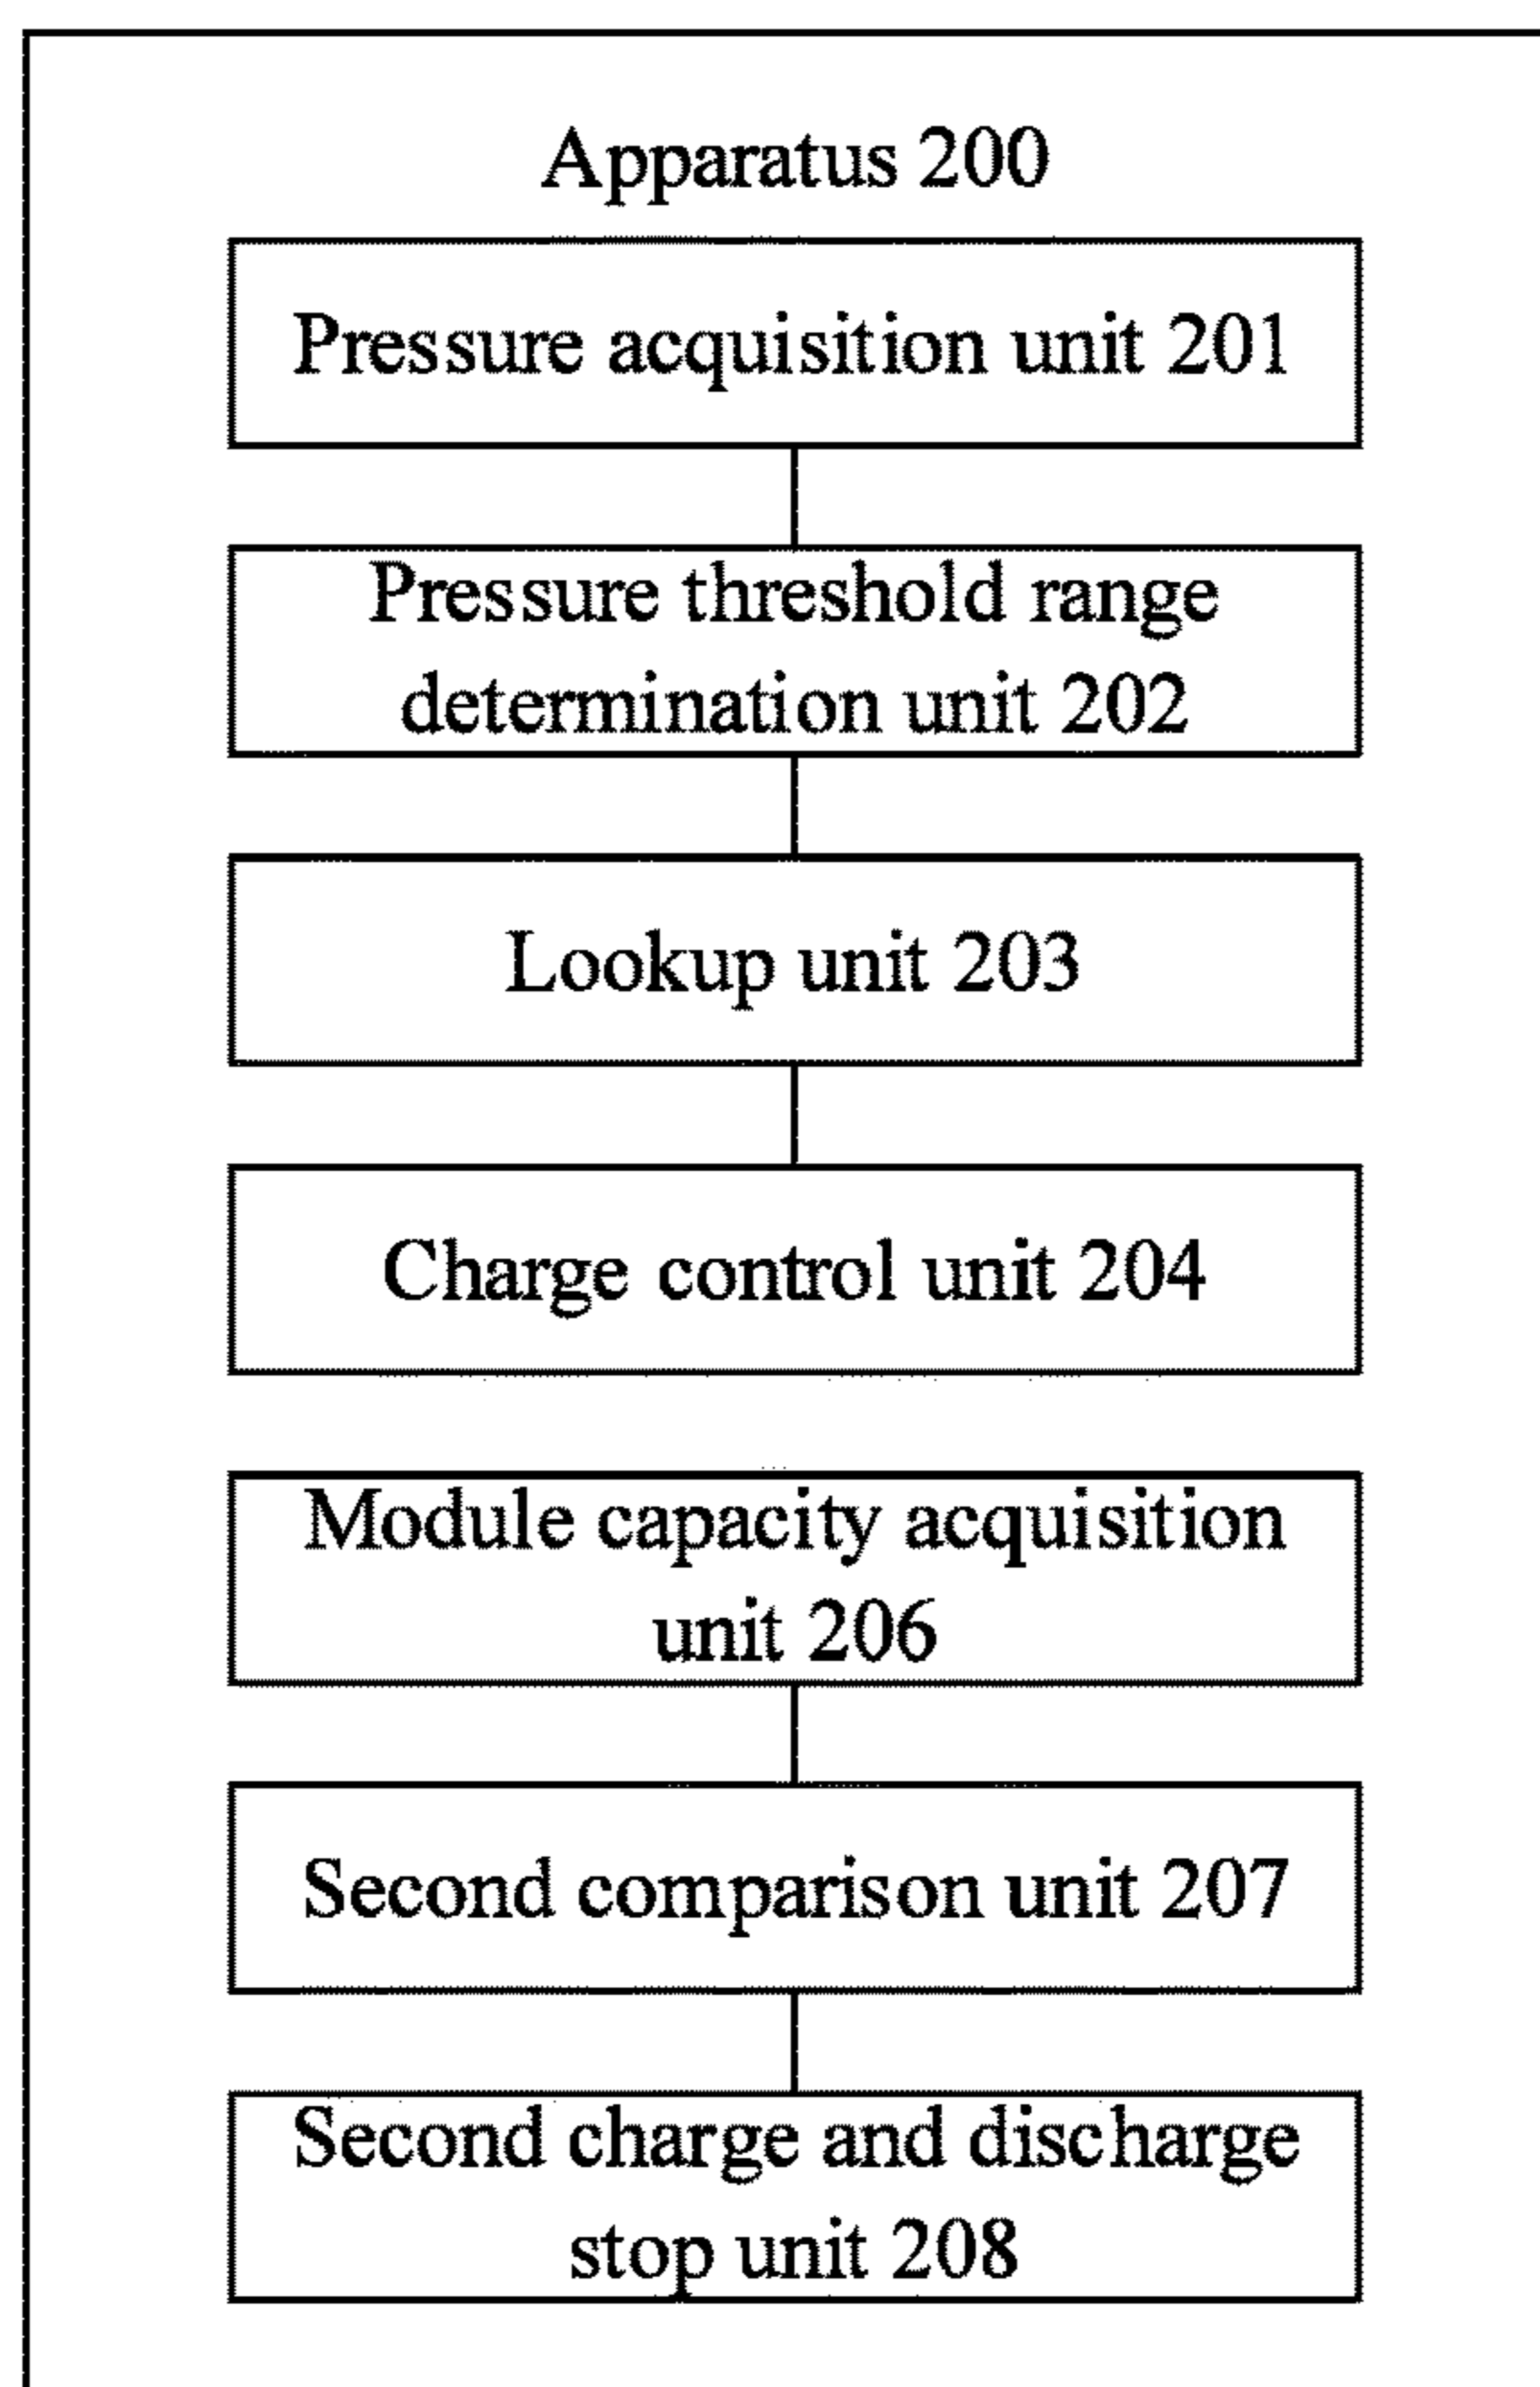 Apparatus 200
Pressure acquisition unit 201
Pressure threshold range
determination unit 202
Lookup unit 203
Charge control unit 204
Module capacity acquisition
unit 206
Second comparison unit 207
Second charge and discharge
stop unit 208